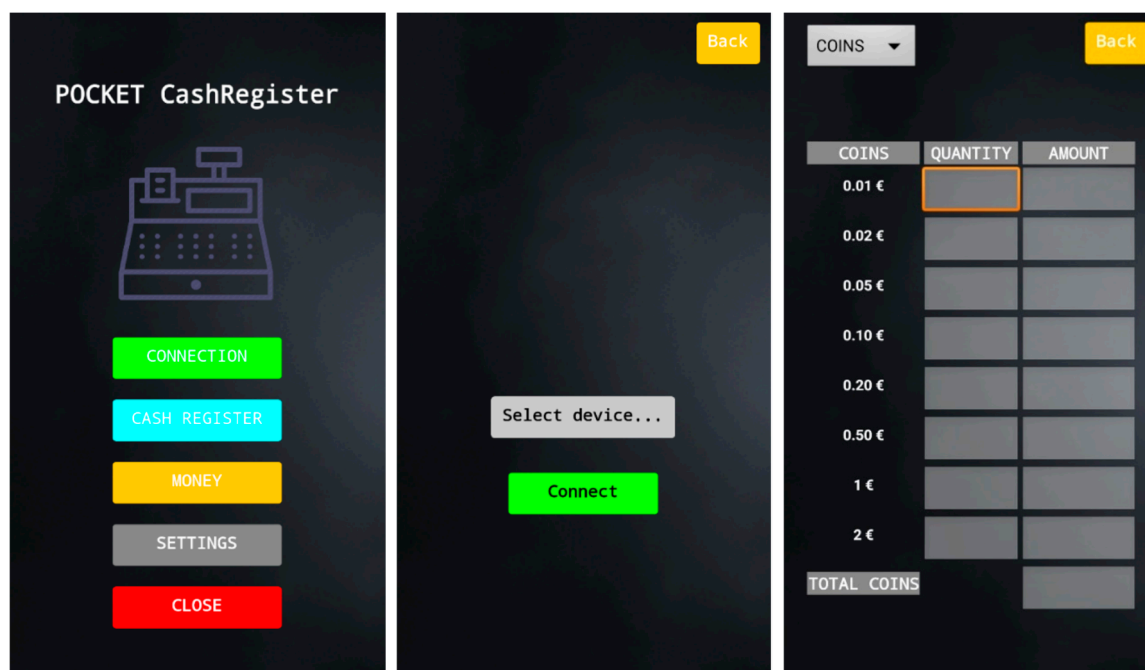 POCKET CashRegister
CONNECTION
CASH REGISTER
MONEY
SETTINGS
CLOSE
Back
Select device...
Connect
COINS
Back
COINS QUANTITY AMOUNT
0.01 €
0.02 €
0.05 €
0.10 €
0.20 €
0.50 €
1 €
2 €
TOTAL COINS